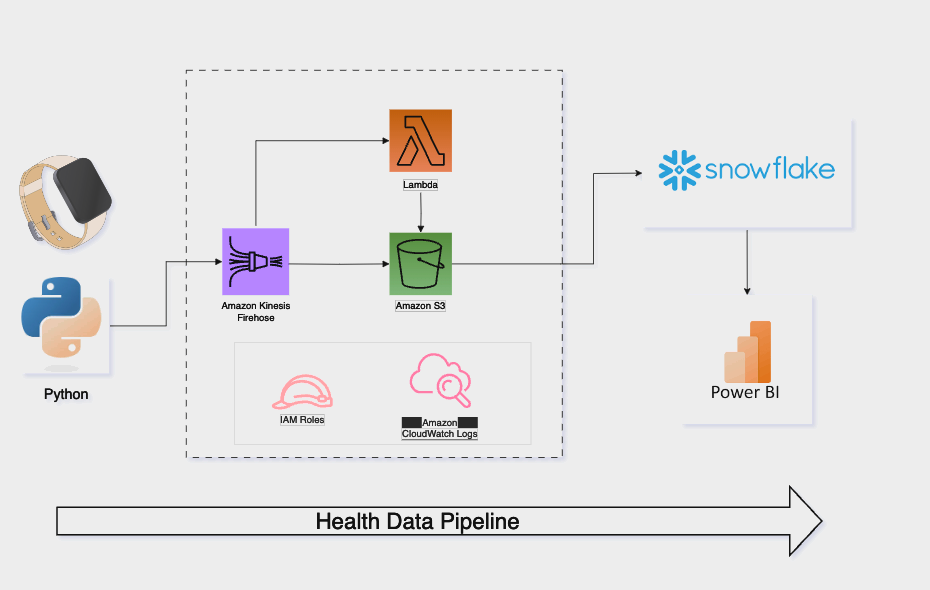 Lambda
snowflake
Amazon Kinesis
Firehose
Amazon S3
Python
IAM Roles
Amazon
CloudWatch Logs
Power BI
Health Data Pipeline